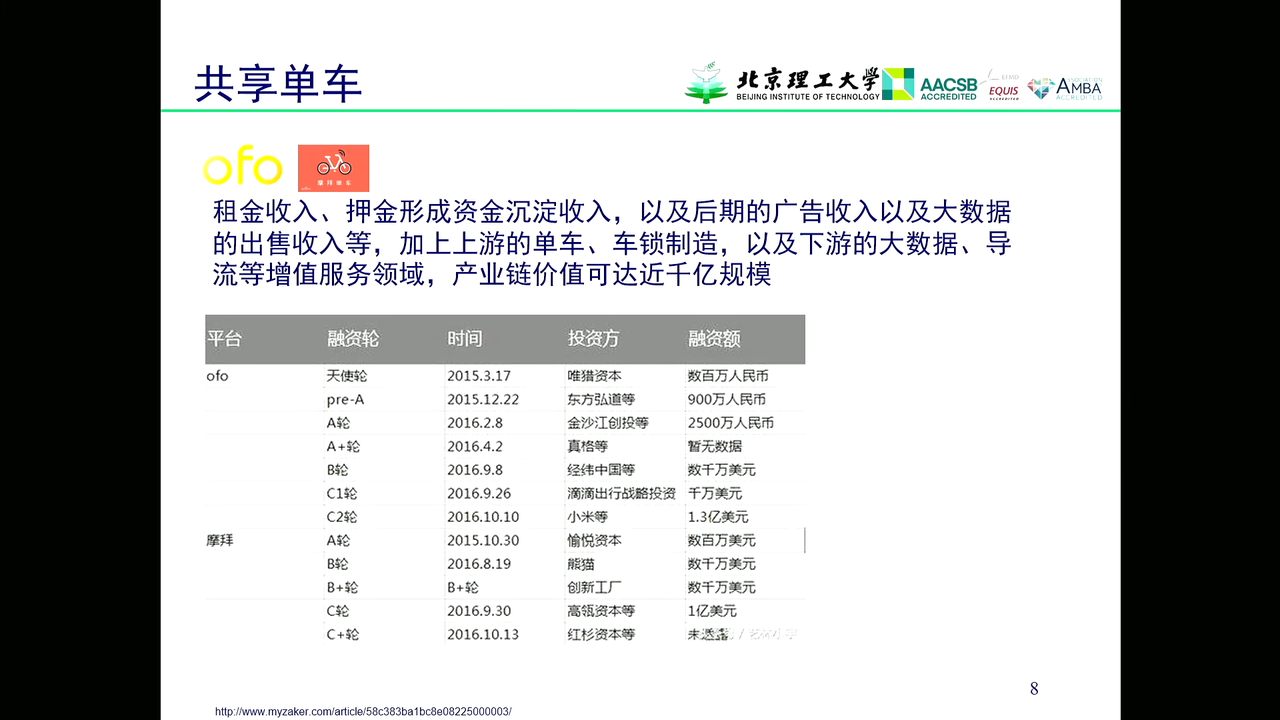 共享单车
北京理工大学
BEIJING INSTITUTE OF TECHNOLOGY
AACSB
ACCREDITED
EFMD
EQUIS
ACCREDITED
ASSOCIATION
AMBA
ACCREDITED
ofo
摩拜单车
租金收入、押金形成资金沉淀收入，以及后期的广告收入以及大数据
的出售收入等，加上上游的单车、车锁制造，以及下游的大数据、导
流等增值服务领域，产业链价值可达近千亿规模
平台 融资轮 时间 投资方 融资额
ofo 天使轮 2015.3.17 唯猎资本 数百万人民币
pre-A 2015.12.22 东方弘道等 900万人民币
A轮 2016.2.8 金沙江创投等 2500万人民币
A+轮 2016.4.2 真格等 暂无数据
B轮 2016.9.8 经纬中国等 数千万美元
C1轮 2016.9.26 滴滴出行战略投资 千万美元
C2轮 2016.10.10 小米等 1.3亿美元
摩拜 A轮 2015.10.30 愉悦资本 数百万美元
B轮 2016.8.19 熊猫 数千万美元
B+轮 B+轮 创新工厂 数千万美元
C轮 2016.9.30 高瓴资本等 1亿美元
C+轮 2016.10.13 红杉资本等 未透露
8
http://www.myzaker.com/article/58c383ba1bc8e08225000003/